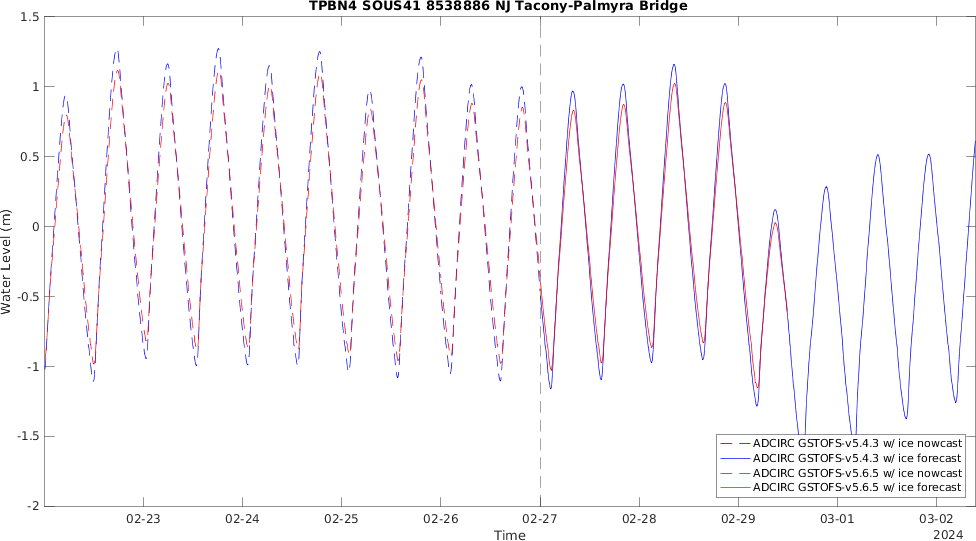 TPBN4 SOUS41 8538886 NJ Tacony-Palmyra Bridge
1.5
1
0.5
0
-0.5
-1
-1.5
-2
Water Level (m)
ADCIRC GSTOFS-v5.4.3 w/ ice nowcast
ADCIRC GSTOFS-v5.4.3 w/ ice forecast
ADCIRC GSTOFS-v5.6.5 w/ ice nowcast
ADCIRC GSTOFS-v5.6.5 w/ ice forecast
02-23 02-24 02-25 02-26 02-27 02-28 02-29 03-01 03-02
Time
2024